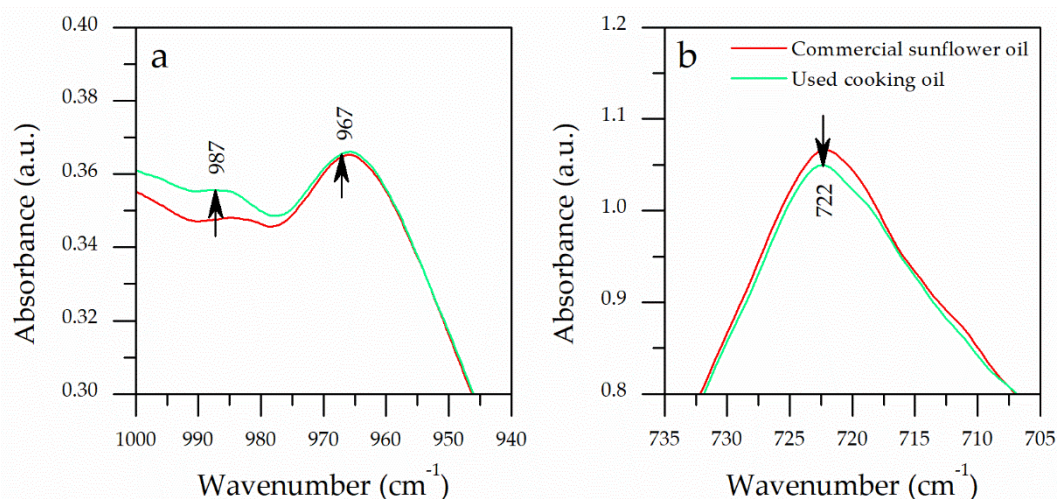 a
0.40
0.38
0.36
0.34
0.32
0.30
987
967
1000 990 980 970 960 950 940
Absorbance (a.u.)
Wavenumber (cm⁻¹)
b
Commercial sunflower oil
Used cooking oil
1.2
1.1
1.0
0.9
0.8
722
735 730 725 720 715 710 705
Absorbance (a.u.)
Wavenumber (cm⁻¹)